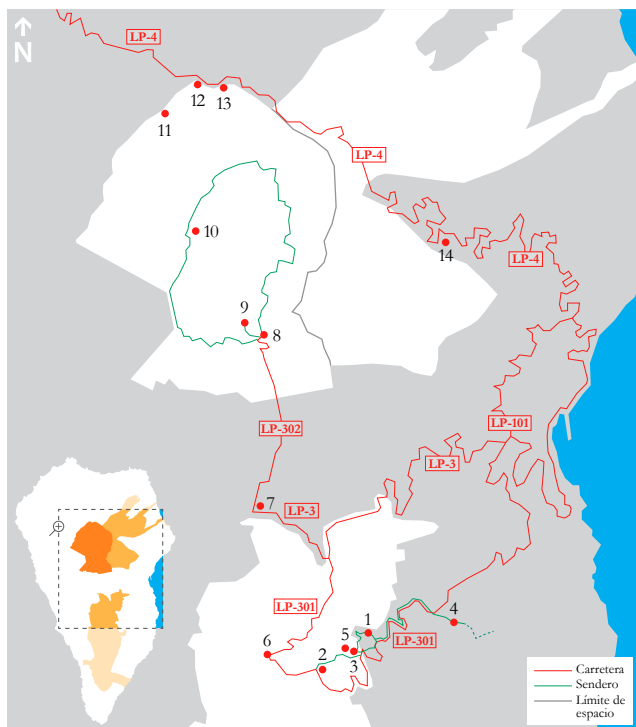 N
LP-4
12
13
11
LP-4
10
14
LP-4
9
8
LP-101
LP-302
LP-3
7
LP-3
LP-301
1
4
5
LP-301
6
2
3
Carretera
Sendero
Límite de
espacio